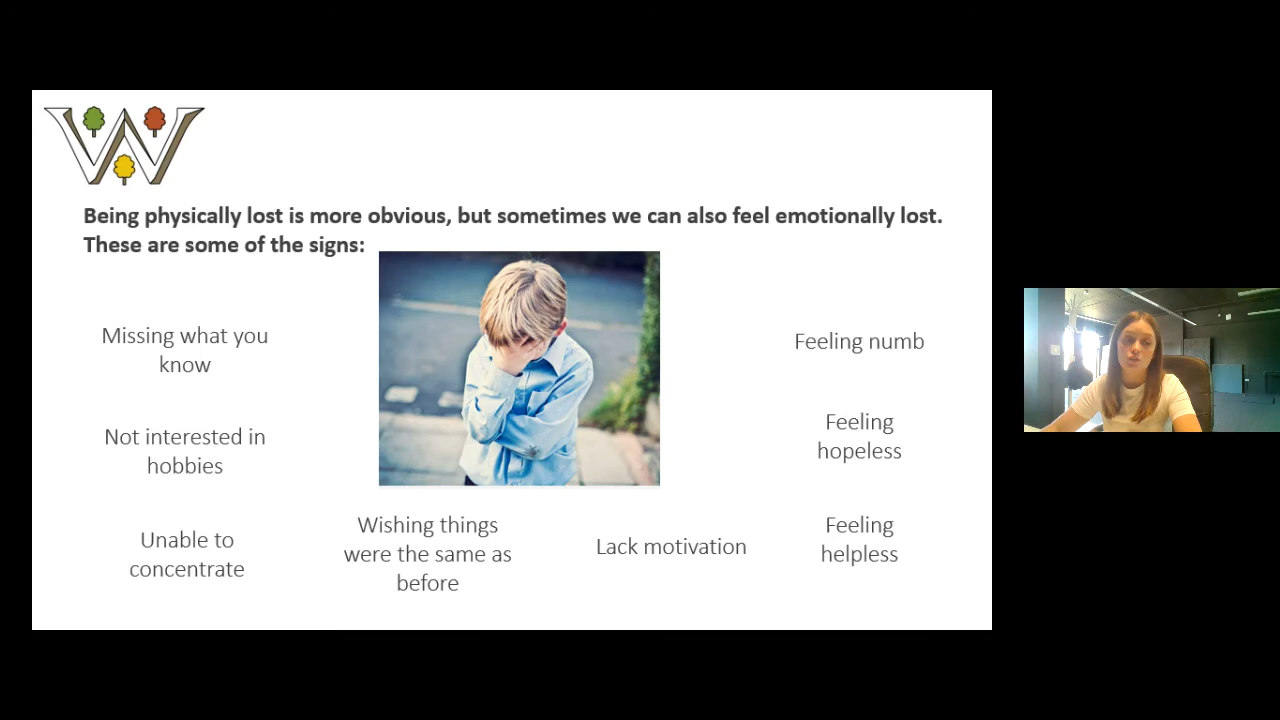 W
Being physically lost is more obvious, but sometimes we can also feel emotionally lost.
These are some of the signs:
Missing what you
know
Feeling numb
Not interested in
hobbies
Feeling
hopeless
Unable to
concentrate
Wishing things
were the same as
before
Lack motivation
Feeling
helpless